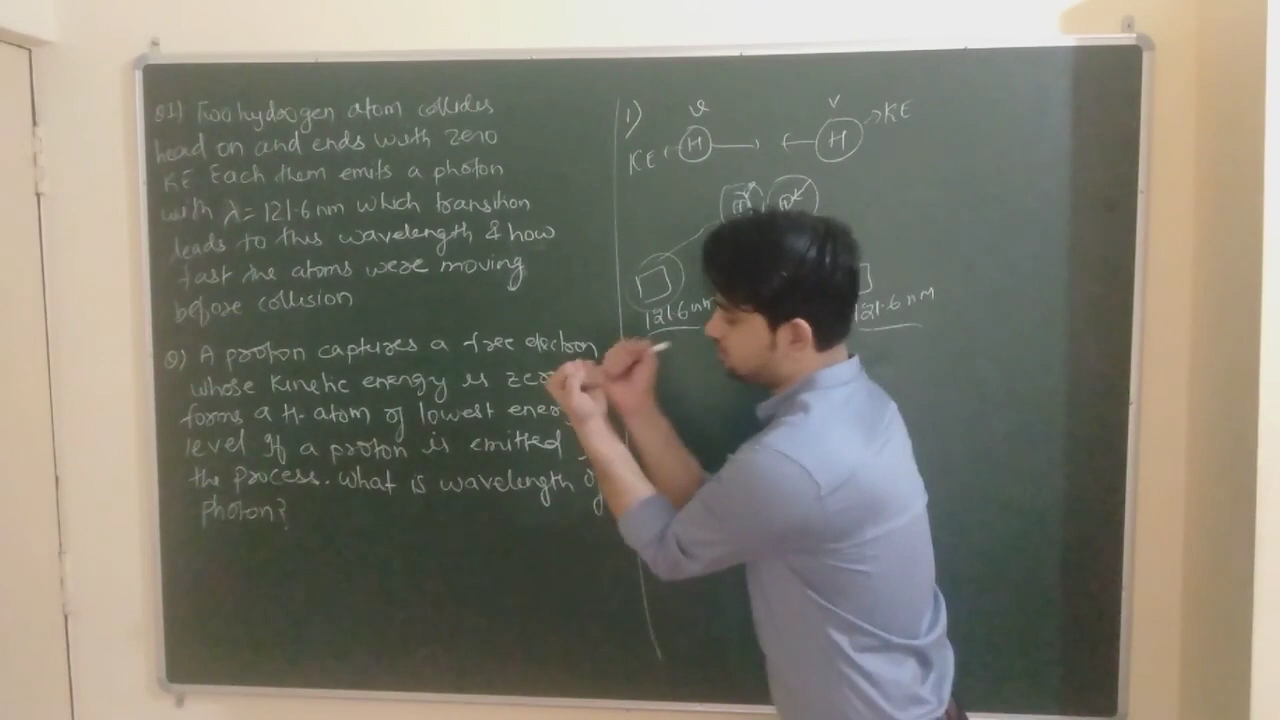 Q1) Two hydrogen atom collides
head on and ends with zero
KE Each them emits a photon
with λ = 121.6 nm which transition
leads to this wavelength & how
fast the atoms were moving
before collision
Q) A proton captures a free electron
whose kinetic energy is
forms a H-atom of lowest
level If a proton is emitted
the process. What is wavelength
photon?
1)
v v
KE H H → KE
121.6 nm 121.6 nm